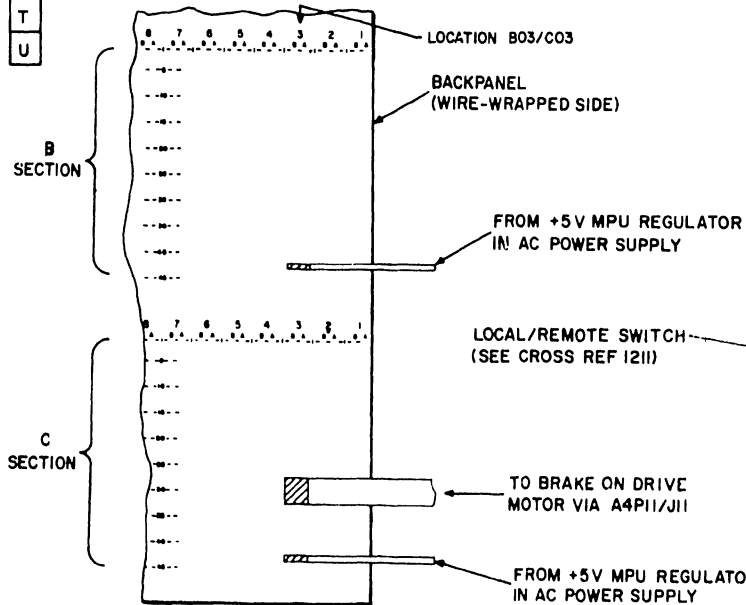 T
U
8 7 6 5 4 3 2 1
LOCATION B03/C03
BACKPANEL
(WIRE-WRAPPED SIDE)
B
SECTION
FROM +5V MPU REGULATOR
IN AC POWER SUPPLY
8 7 6 5 4 3 2 1
LOCAL/REMOTE SWITCH
(SEE CROSS REF 1211)
C
SECTION
TO BRAKE ON DRIVE
MOTOR VIA A4P11/J11
FROM +5V MPU REGULATO
IN AC POWER SUPPLY